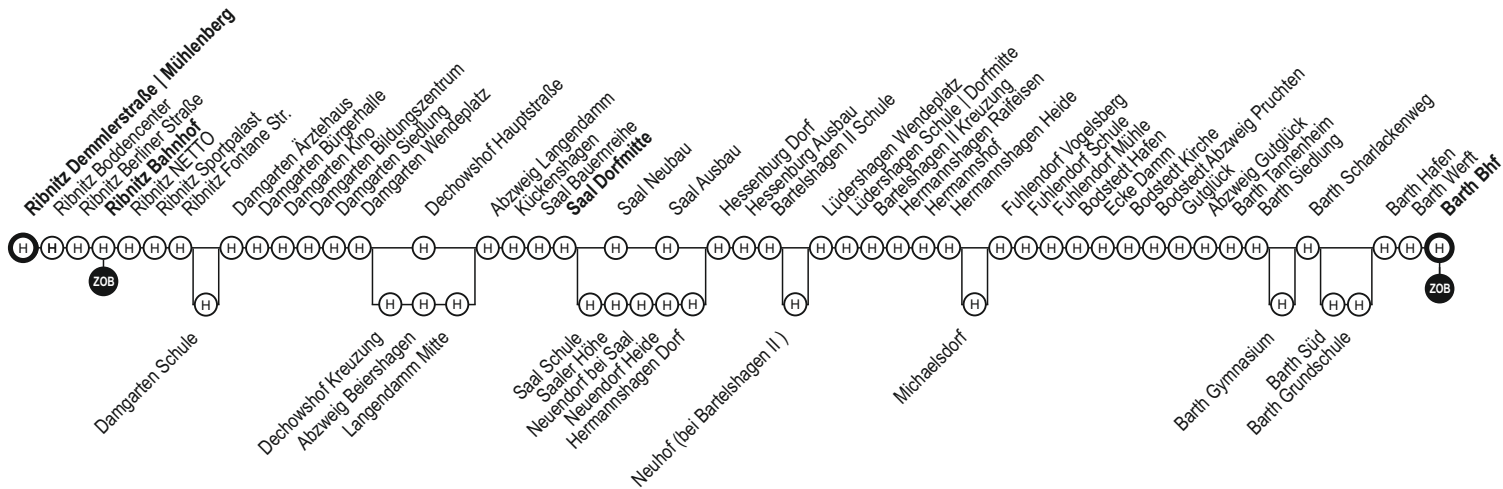 Ribnitz Demmlerstraße | Mühlenberg
Ribnitz Boddencenter
Ribnitz Berliner Straße
Ribnitz Bahnhof
Ribnitz NETTO
Ribnitz Sportpalast
Ribnitz Fontane Str.
Damgarten Ärztehaus
Damgarten Bürgerhalle
Damgarten Kino
Damgarten Bildungszentrum
Damgarten Siedlung
Damgarten Wendeplatz
Dechowshof Hauptstraße
Abzweig Langendamm
Kückenshagen
Saal Bauernreihe
Saal Dorfmitte
Saal Neubau
Saal Ausbau
Hessenburg Dorf
Hessenburg Ausbau
Bartelshagen II Schule
Lüdershagen Wendeplatz
Lüdershagen Schule | Dorfmitte
Bartelshagen II Kreuzung
Hermannshagen Raifeisen
Hermannshof
Hermannshagen Heide
Fuhlendorf Vogelsberg
Fuhlendorf Schule
Fuhlendorf Mühle
Bodstedt Hafen
Ecke Damm
Bodstedt Kirche
Bodstedt Abzweig Pruchten
Gutglück
Abzweig Gutglück
Barth Tannenheim
Barth Siedlung
Barth Scharlackenweg
Barth Hafen
Barth Werft
Barth Bhf
H H H H H H H H H H H H H H H H H H H H H H H H H H H H H H H H H H H H H H H H H H H H
ZOB
ZOB
H H H H H H H H H H H H H H
Damgarten Schule
Dechowshof Kreuzung
Abzweig Beiershagen
Langendamm Mitte
Saal Schule
Saaler Höhe
Neuendorf bei Saal
Neuendorf Heide
Hermannshagen Dorf
Neuhof (bei Bartelshagen II )
Michaelsdorf
Barth Gymnasium
Barth Süd
Barth Grundschule